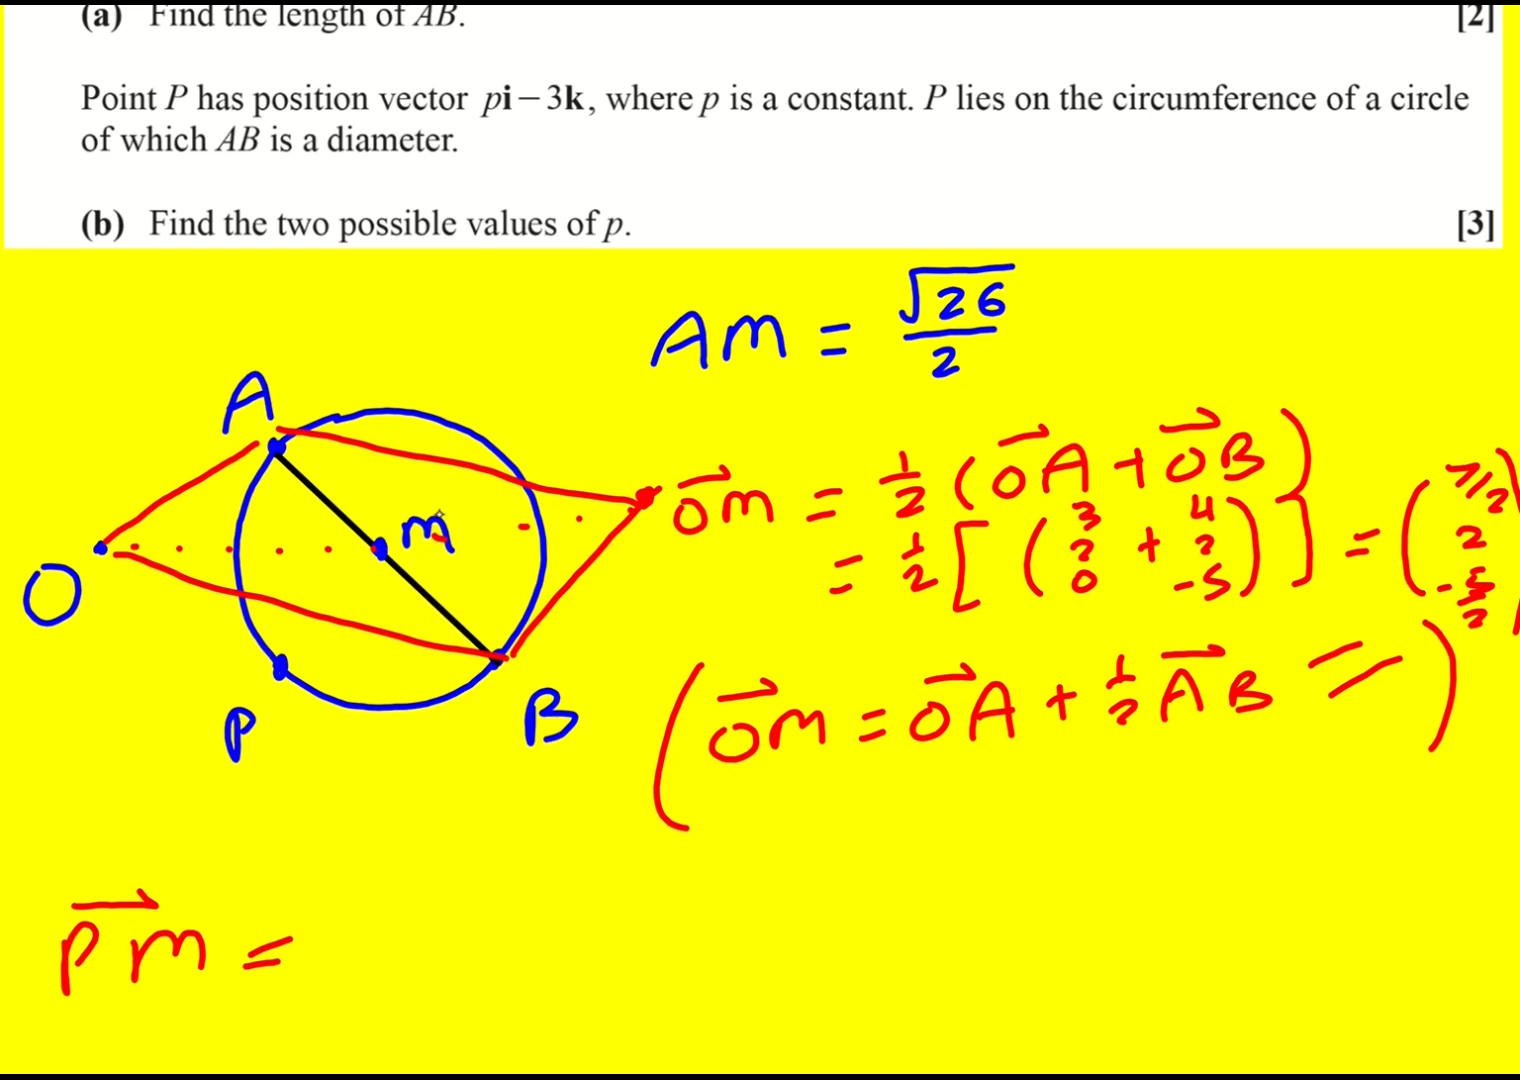 (a) Find the length of AB. [2]
Point P has position vector pi – 3k, where p is a constant. P lies on the circumference of a circle
of which AB is a diameter.
(b) Find the two possible values of p. [3]
Am = √26/2
A
m
O
P
B
→Om = 1/2 (→OA + →OB)
= 1/2 [(3 2 0) + (4 2 -5)] = (7/2 2 -5/2)
(→Om = →OA + 1/2 →AB = )
→Pm =